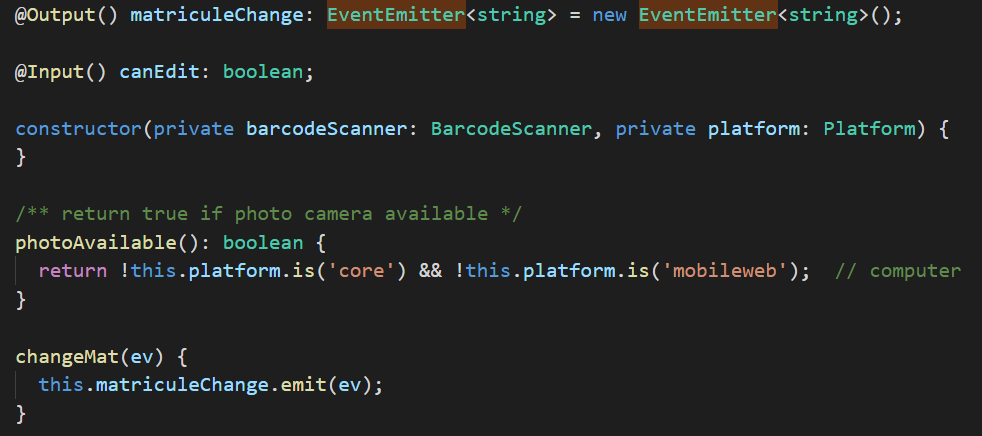 @Output() matriculeChange: EventEmitter<string> = new EventEmitter<string>();
@Input() canEdit: boolean;
constructor(private barcodeScanner: BarcodeScanner, private platform: Platform) {
}
/** return true if photo camera available */
photoAvailable(): boolean {
return !this.platform.is('core') && !this.platform.is('mobileweb');  // computer
}
changeMat(ev) {
this.matriculeChange.emit(ev);
}